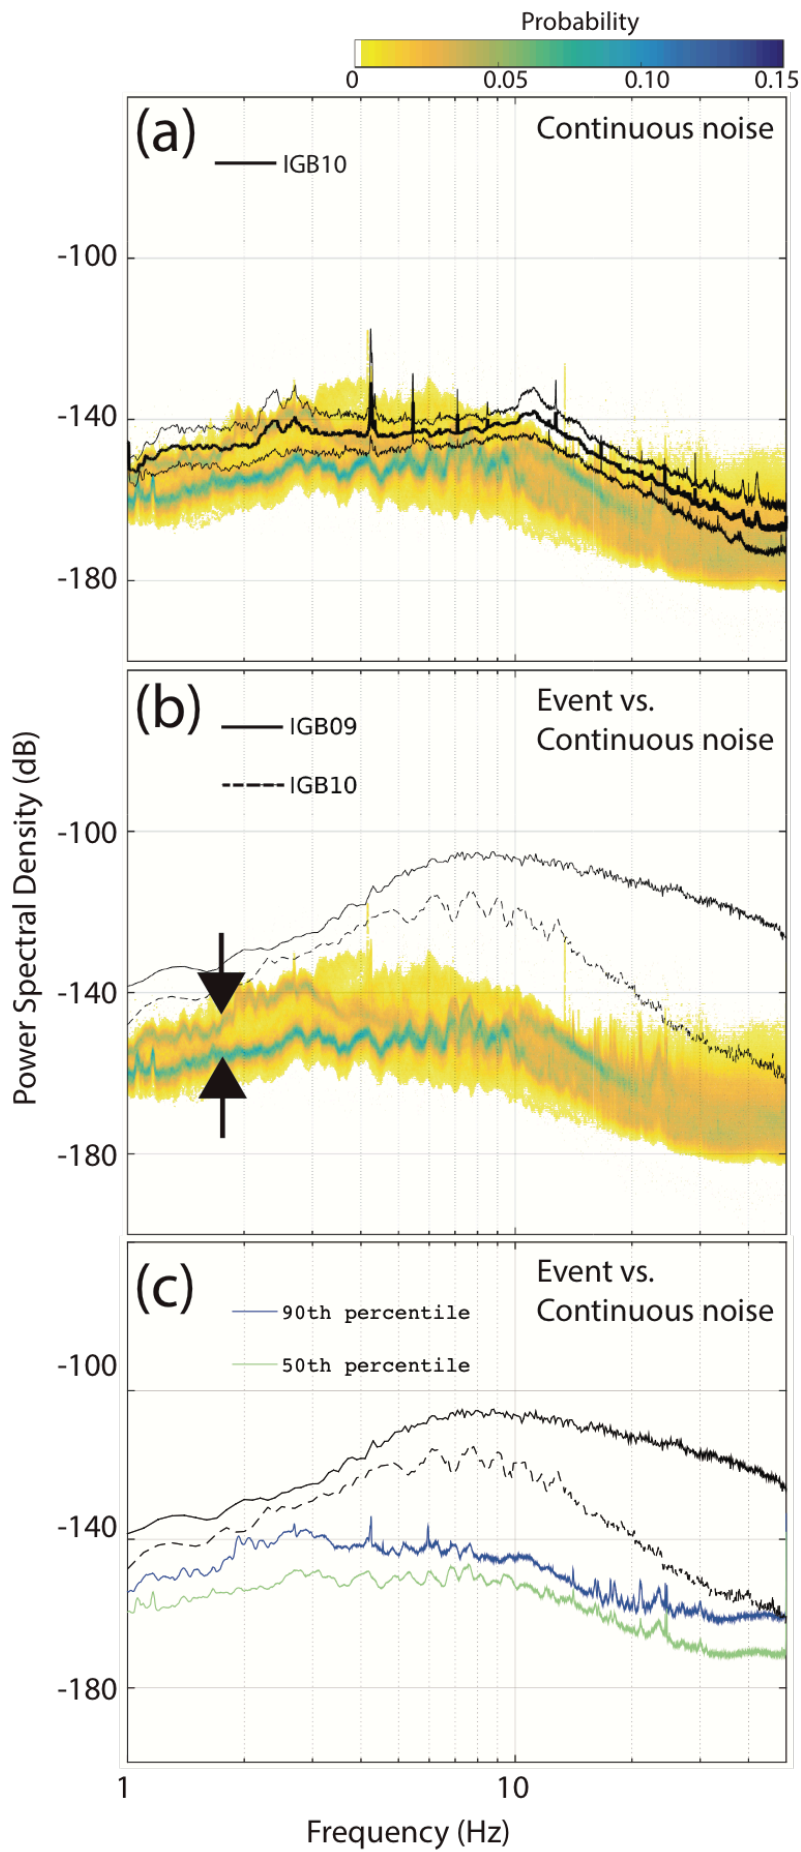 Probability
0 0.05 0.10 0.15
(a)
Continuous noise
IGB10
-100
-140
-180
(b)
Event vs.
Continuous noise
IGB09
IGB10
-100
-140
-180
Power Spectral Density (dB)
(c)
Event vs.
Continuous noise
90th percentile
50th percentile
-100
-140
-180
1 10
Frequency (Hz)